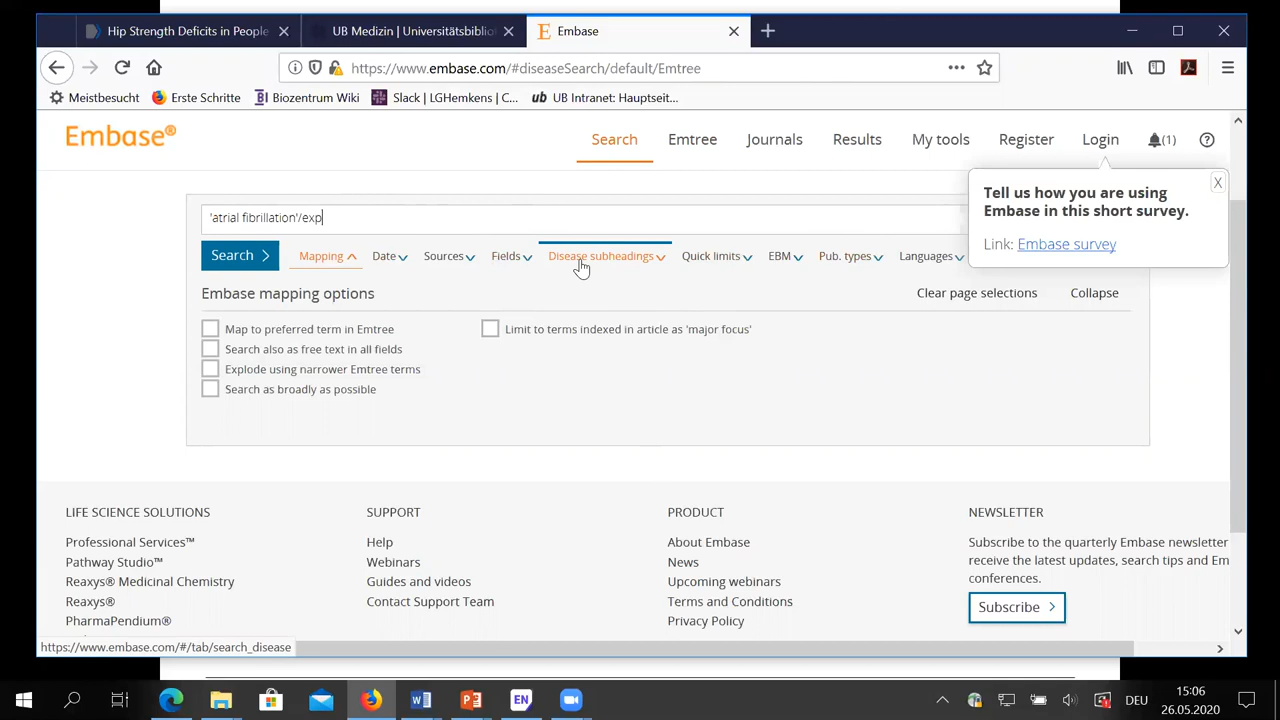 Hip Strength Deficits in People
UB Medizin | Universitätsbibliot
Embase
https://www.embase.com/#diseaseSearch/default/Emtree
Meistbesucht
Erste Schritte
Biozentrum Wiki
Slack | LGHemkens | C...
UB Intranet: Hauptseit...
Embase®
Search
Emtree
Journals
Results
My tools
Register
Login
(1)
Tell us how you are using
Embase in this short survey.
Link: Embase survey
X
'atrial fibrillation'/exp
Search
Mapping
Date
Sources
Fields
Disease subheadings
Quick limits
EBM
Pub. types
Languages
Embase mapping options
Clear page selections
Collapse
Map to preferred term in Emtree
Search also as free text in all fields
Explode using narrower Emtree terms
Search as broadly as possible
Limit to terms indexed in article as 'major focus'
LIFE SCIENCE SOLUTIONS
Professional Services™
Pathway Studio™
Reaxys® Medicinal Chemistry
Reaxys®
PharmaPendium®
SUPPORT
Help
Webinars
Guides and videos
Contact Support Team
PRODUCT
About Embase
News
Upcoming webinars
Terms and Conditions
Privacy Policy
NEWSLETTER
Subscribe to the quarterly Embase newsletter
receive the latest updates, search tips and Em
conferences.
Subscribe
https://www.embase.com/#/tab/search_disease
EN
DEU
15:06
26.05.2020